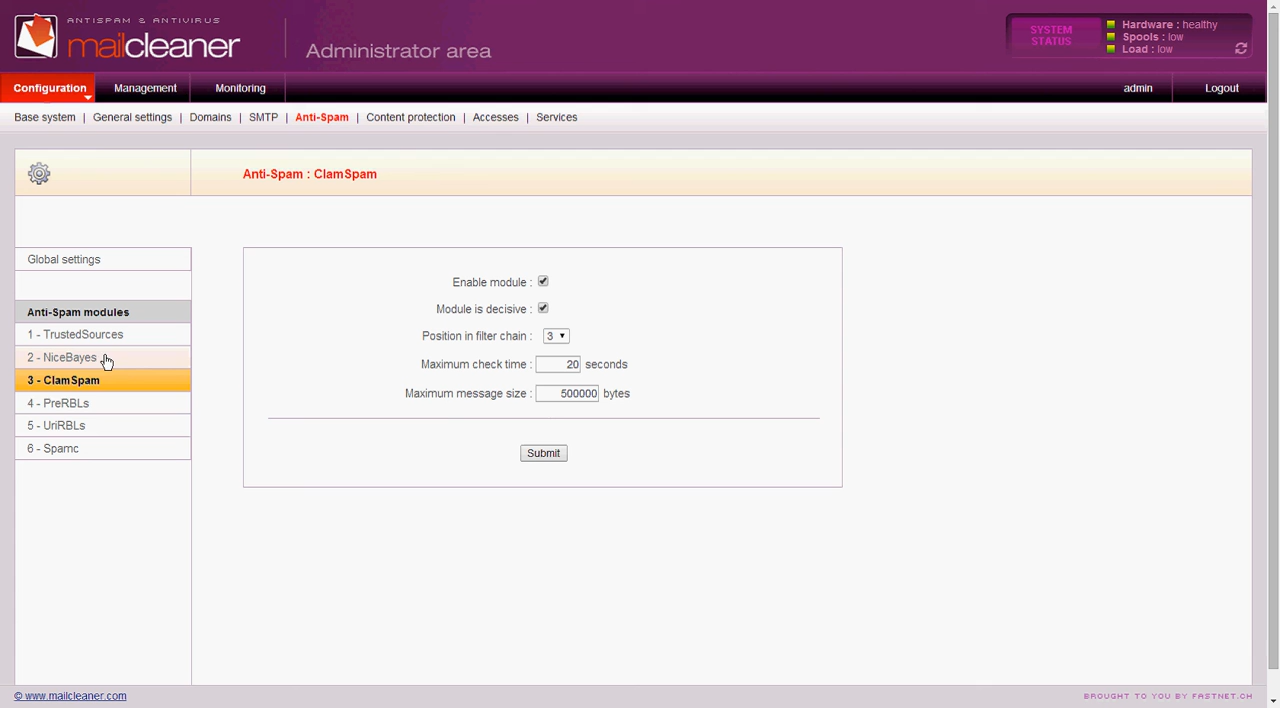 ANTISPAM & ANTIVIRUS
mailcleaner
Administrator area
SYSTEM
STATUS
Hardware : healthy
Spools : low
Load : low
Configuration
Management
Monitoring
admin
Logout
Base system | General settings | Domains | SMTP | Anti-Spam | Content protection | Accesses | Services
Anti-Spam : ClamSpam
Global settings
Anti-Spam modules
1 - TrustedSources
2 - NiceBayes
3 - ClamSpam
4 - PreRBLs
5 - UriRBLs
6 - Spamc
Enable module :
Module is decisive :
Position in filter chain : 3
Maximum check time : 20 seconds
Maximum message size : 500000 bytes
Submit
© www.mailcleaner.com
BROUGHT TO YOU BY FASTNET.CH